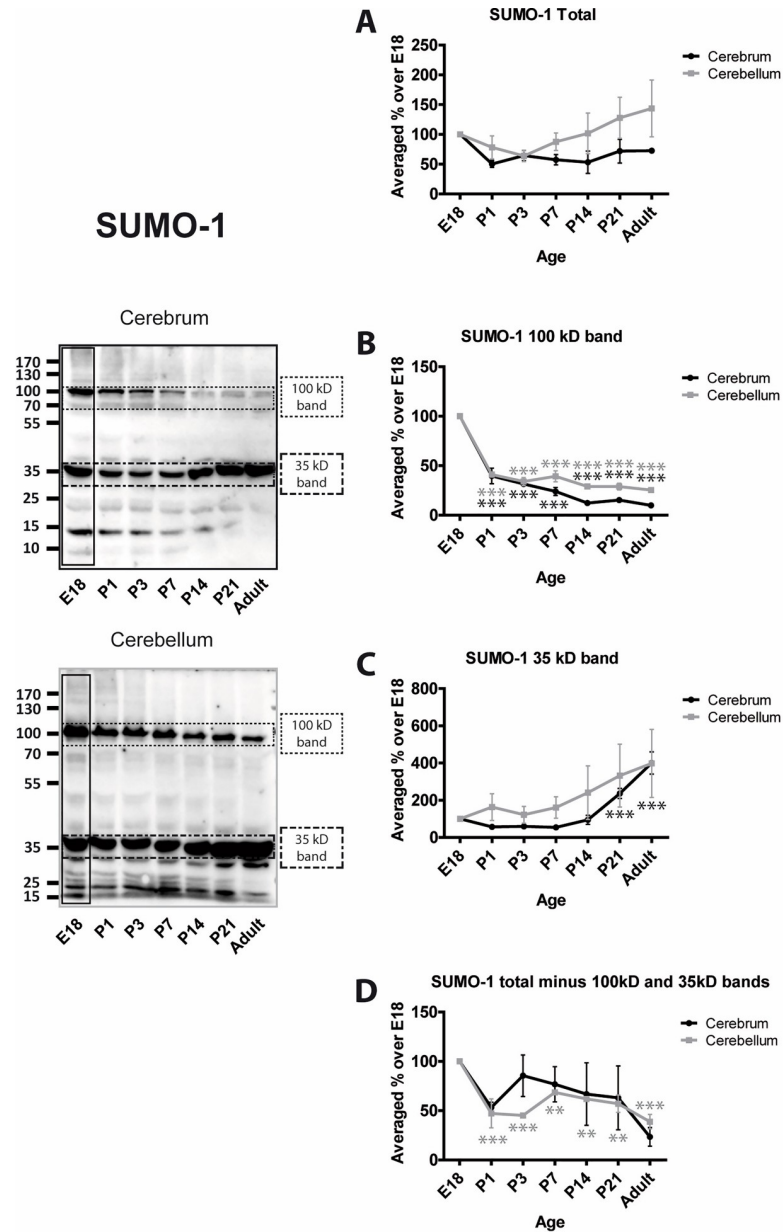 SUMO-1
Cerebrum
170
130
100
70
55
35
25
15
10
100 kD
band
35 kD
band
E18 P1 P3 P7 P14 P21 Adult
Cerebellum
170
130
100
70
55
35
25
15
100 kD
band
35 kD
band
E18 P1 P3 P7 P14 P21 Adult
A
SUMO-1 Total
Averaged % over E18
250
200
150
100
50
0
E18 P1 P3 P7 P14 P21 Adult
Age
Cerebrum
Cerebellum
B
SUMO-1 100 kD band
Averaged % over E18
150
100
50
0
*** *** *** *** *** ***
*** *** *** *** *** ***
E18 P1 P3 P7 P14 P21 Adult
Age
Cerebrum
Cerebellum
C
SUMO-1 35 kD band
Averaged % over E18
800
600
400
200
0
*** ***
E18 P1 P3 P7 P14 P21 Adult
Age
Cerebrum
Cerebellum
D
SUMO-1 total minus 100kD and 35kD bands
Averaged % over E18
150
100
50
0
*** *** ** ** ** ***
E18 P1 P3 P7 P14 P21 Adult
Age
Cerebrum
Cerebellum